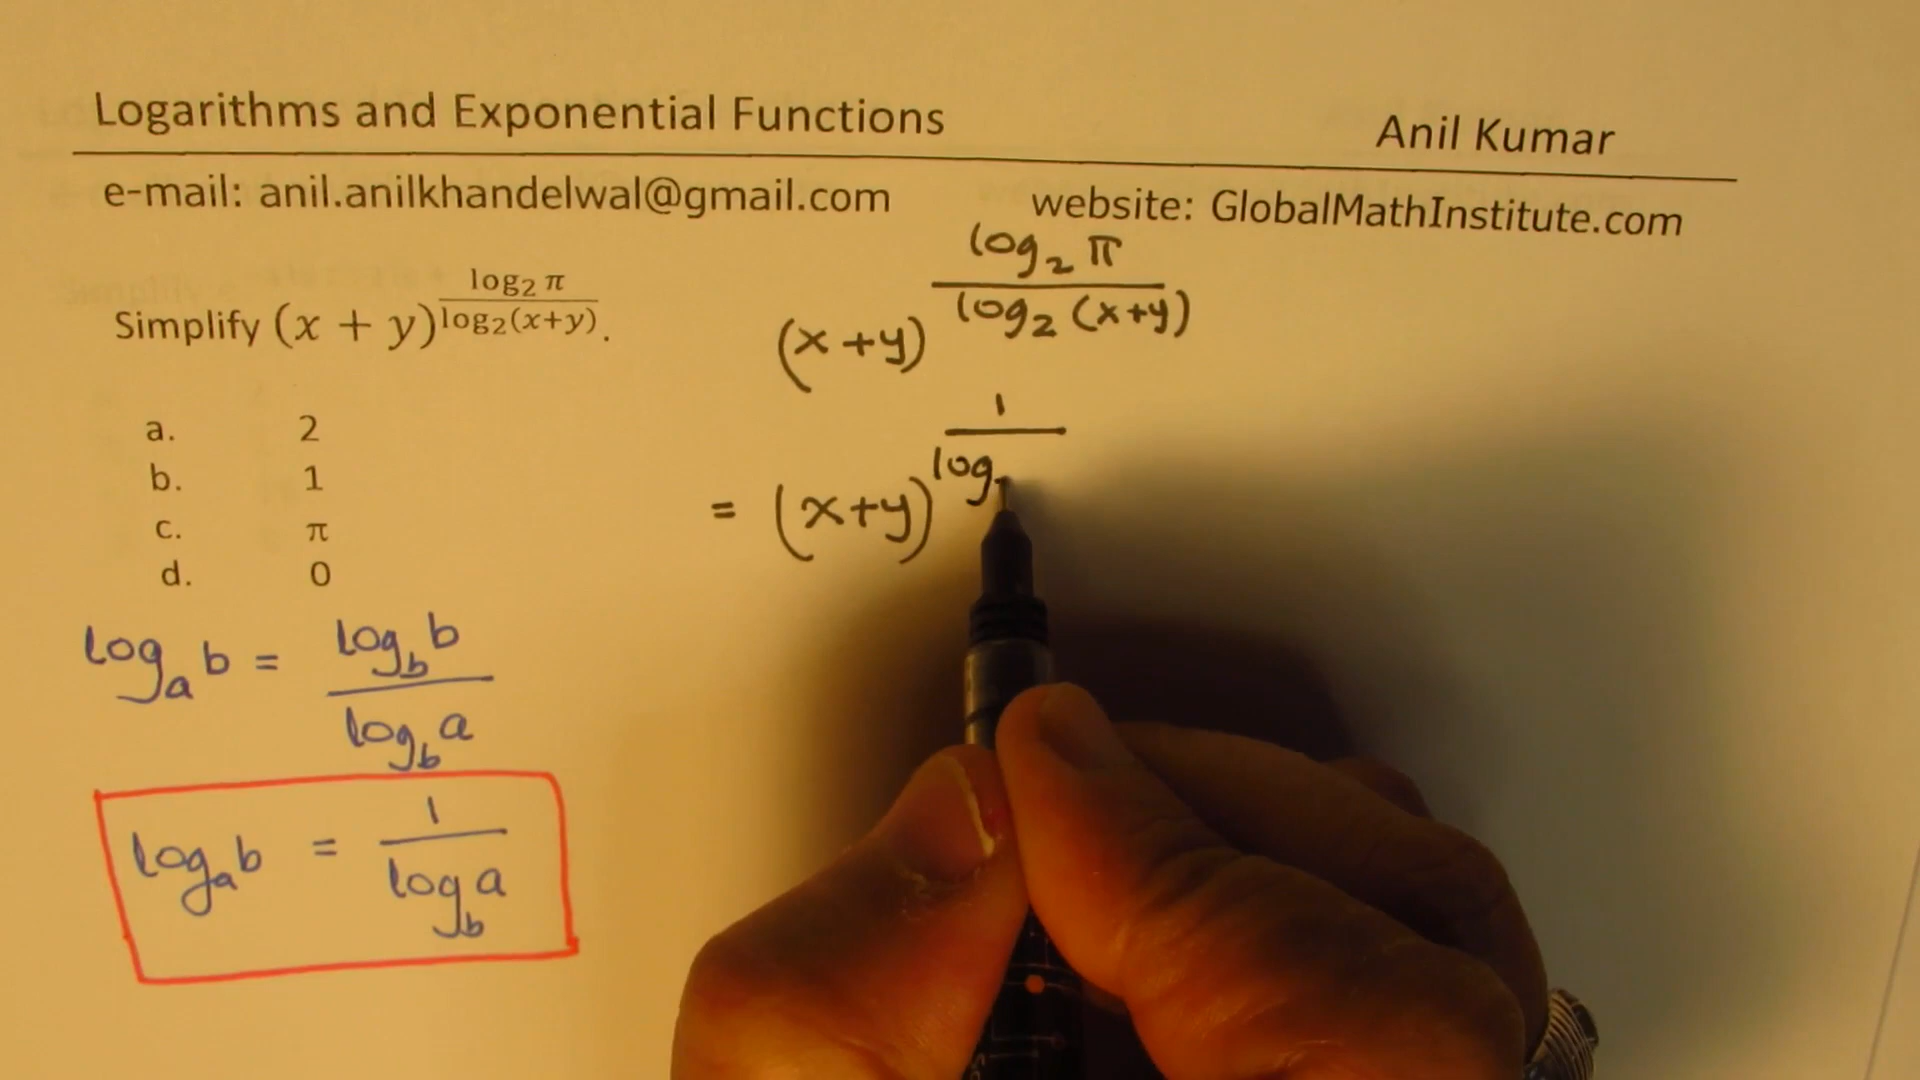 Logarithms and Exponential Functions
Anil Kumar
e-mail: anil.anilkhandelwal@gmail.com
website: GlobalMathInstitute.com
Simplify (x + y)^(log₂ π / log₂(x+y)).
a. 2
b. 1
c. π
d. 0
log_a b = log_b b / log_b a
log_a b = 1 / log_b a
(x+y)^(log₂ π / log₂ (x+y))
= (x+y)^(1 / log